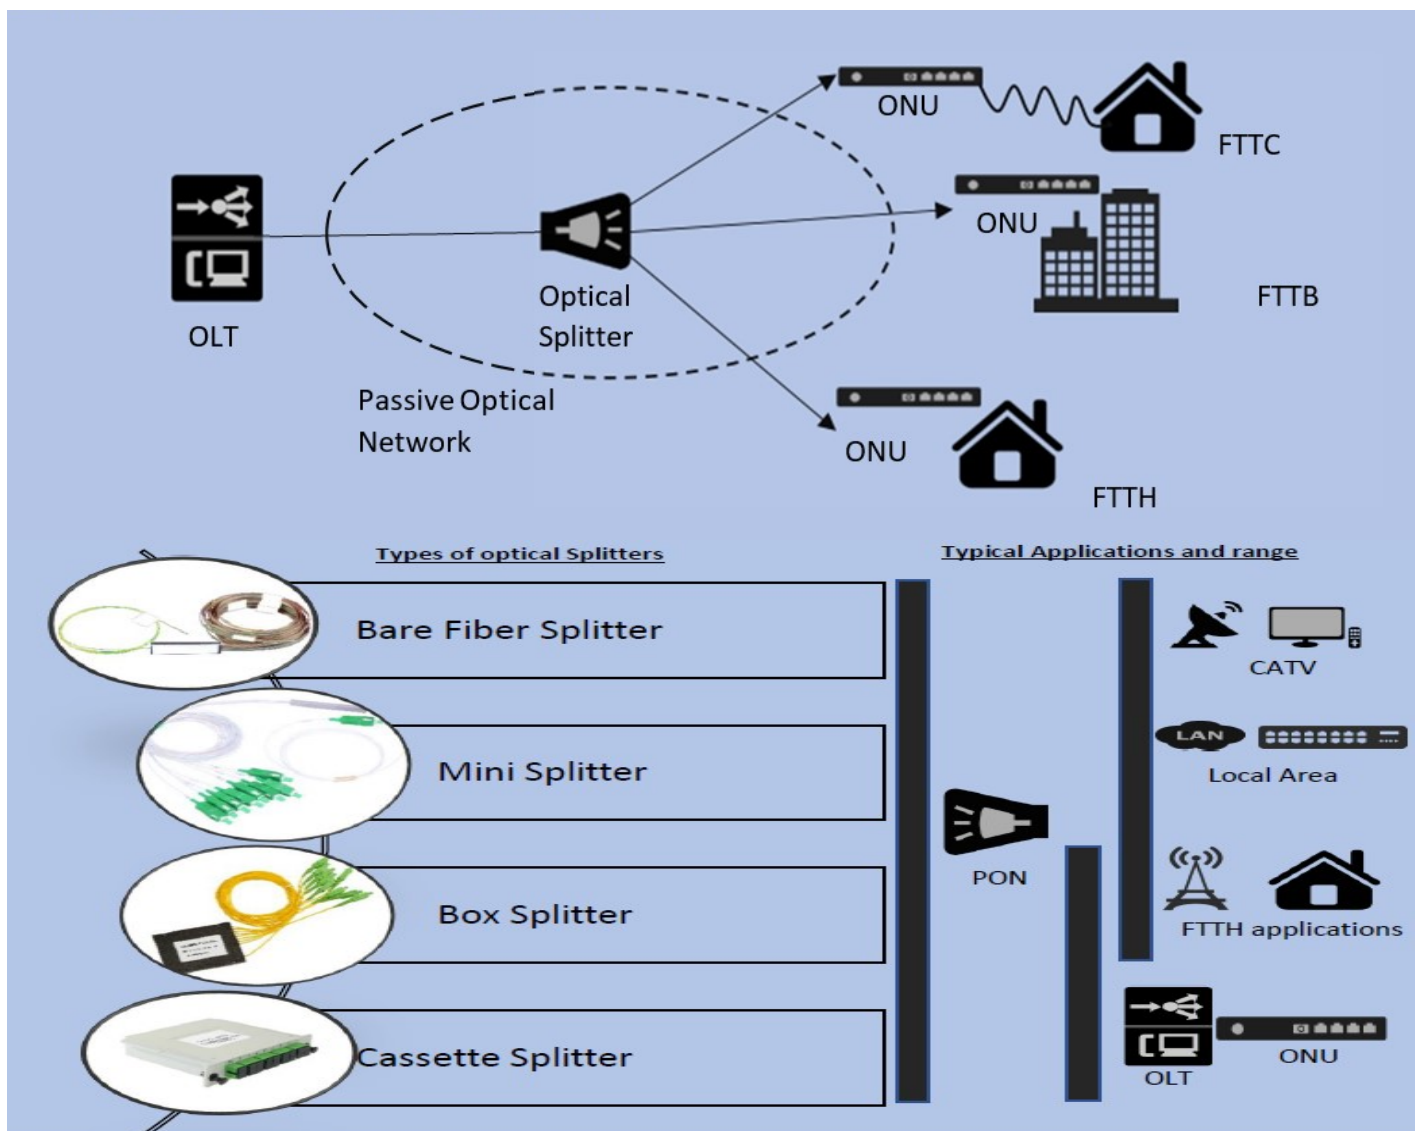 ONU
FTTC
ONU
FTTB
OLT
Optical
Splitter
Passive Optical
Network
ONU
FTTH
Types of optical Splitters
Bare Fiber Splitter
Mini Splitter
Box Splitter
Cassette Splitter
Typical Applications and range
PON
CATV
LAN
Local Area
FTTH applications
OLT
ONU